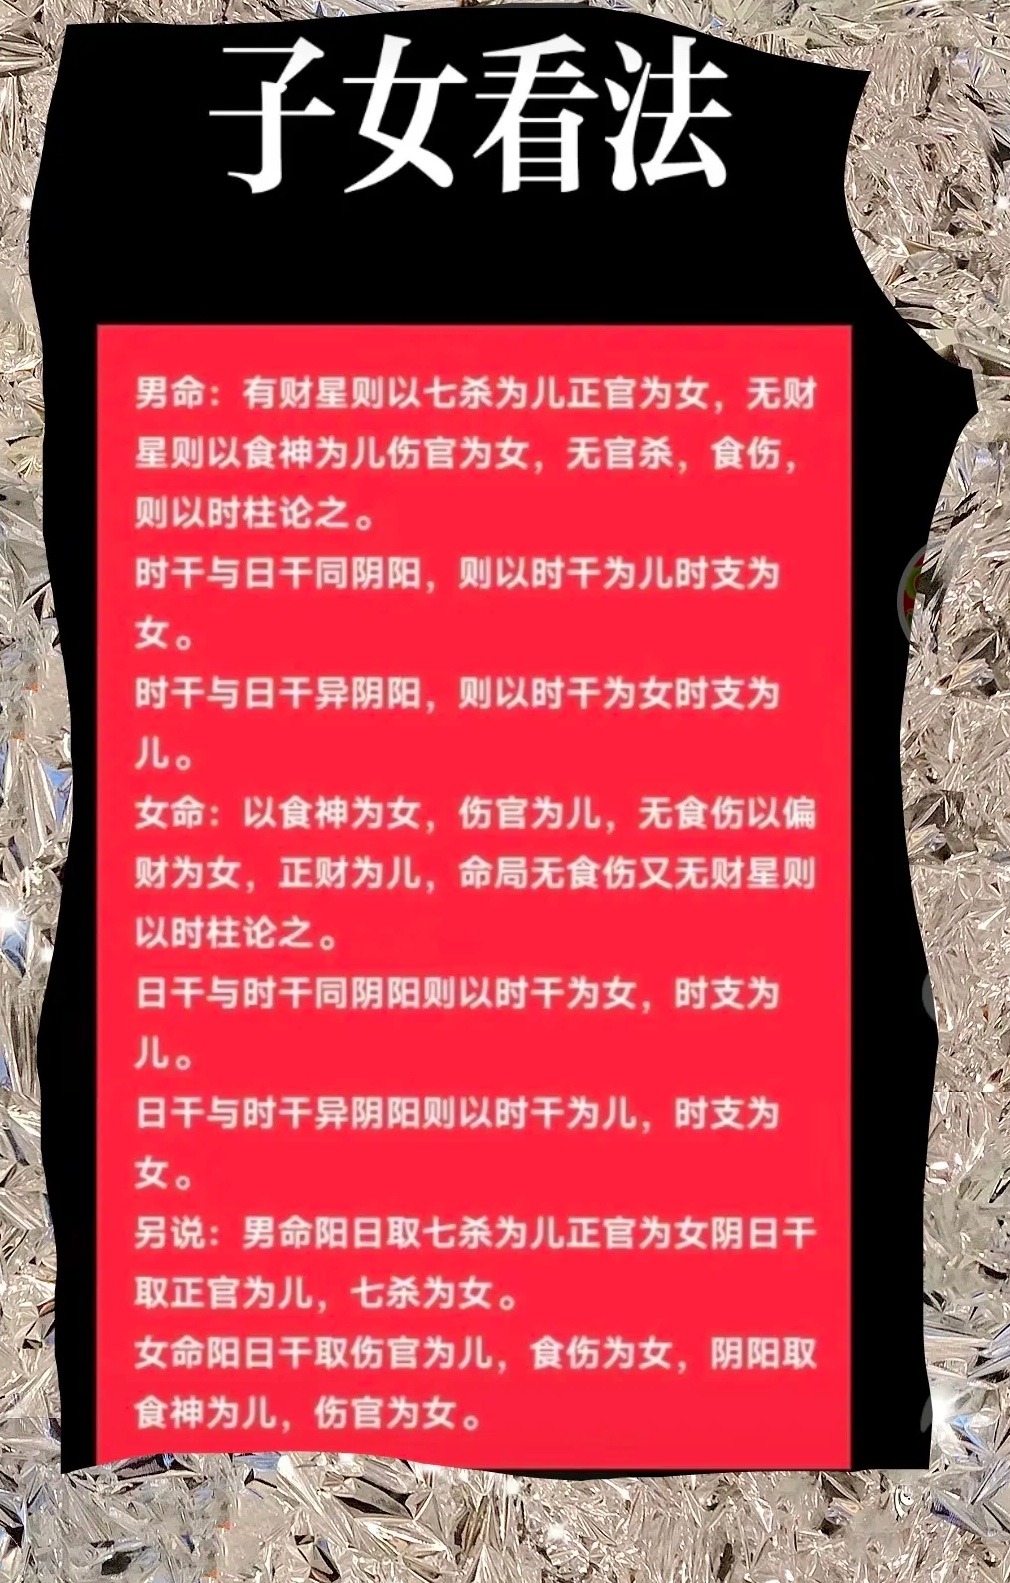 子女看法
男命：有财星则以七杀为儿正官为女，无财
星则以食神为儿伤官为女，无官杀，食伤，
则以时柱论之。
时干与日干同阴阳，则以时干为儿时支为
女。
时干与日干异阴阳，则以时干为女时支为
儿。
女命：以食神为女，伤官为儿，无食伤以偏
财为女，正财为儿，命局无食伤又无财星则
以时柱论之。
日干与时干同阴阳则以时干为女，时支为
儿。
日干与时干异阴阳则以时干为儿，时支为
女。
另说：男命阳日取七杀为儿正官为女阴日干
取正官为儿，七杀为女。
女命阳日干取伤官为儿，食伤为女，阴阳取
食神为儿，伤官为女。